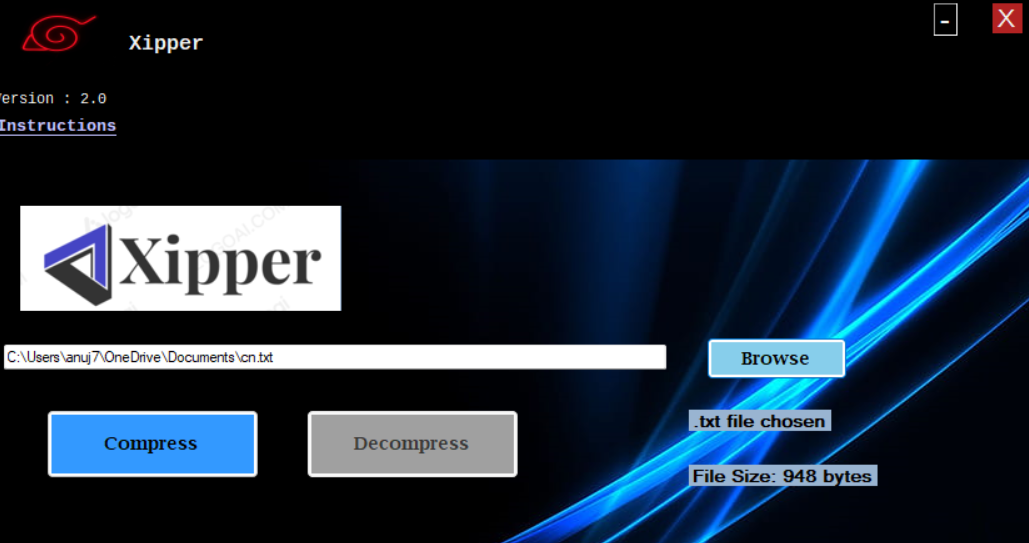 -
X
Xipper
ersion : 2.0
Instructions
Xipper
C:\Users\anuj7\OneDrive\Documents\cn.txt
Browse
Compress
Decompress
.txt file chosen
File Size: 948 bytes